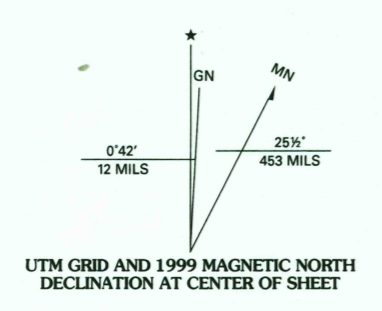 ★
GN
MN
0°42′
12 MILS
25½°
453 MILS
UTM GRID AND 1999 MAGNETIC NORTH
DECLINATION AT CENTER OF SHEET